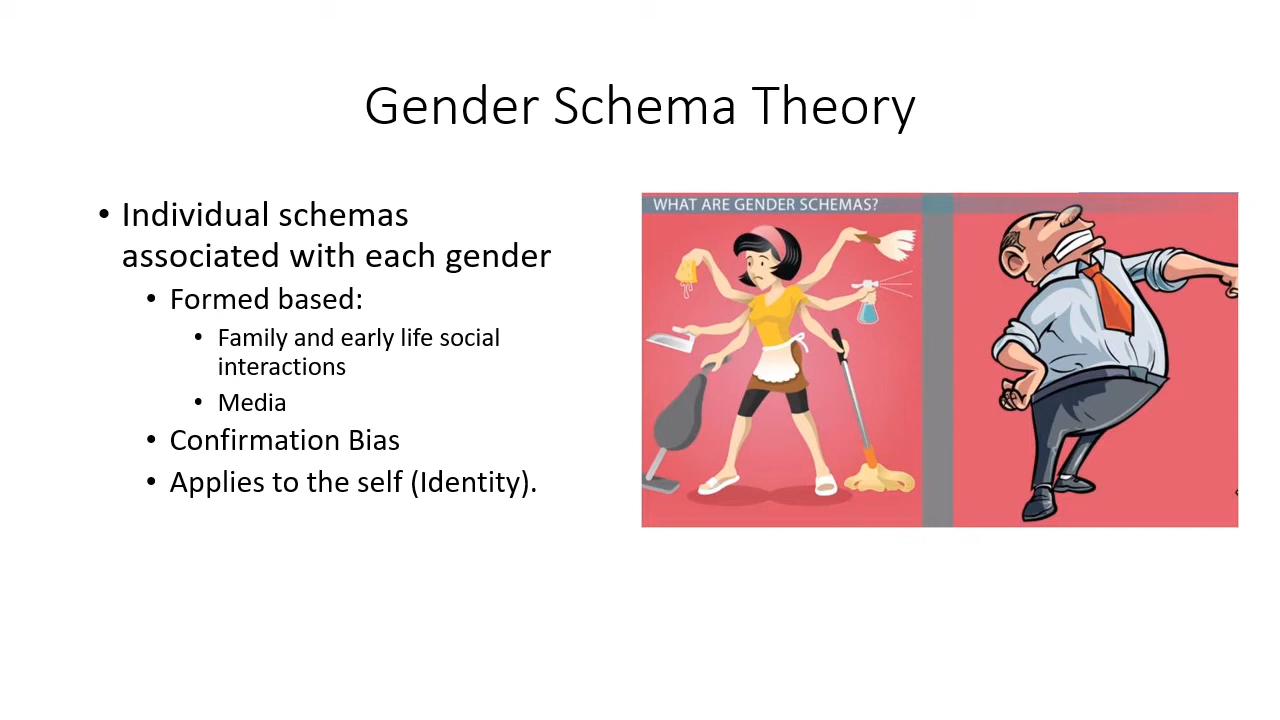 Gender Schema Theory
• Individual schemas
associated with each gender
• Formed based:
• Family and early life social
interactions
• Media
• Confirmation Bias
• Applies to the self (Identity).
WHAT ARE GENDER SCHEMAS?